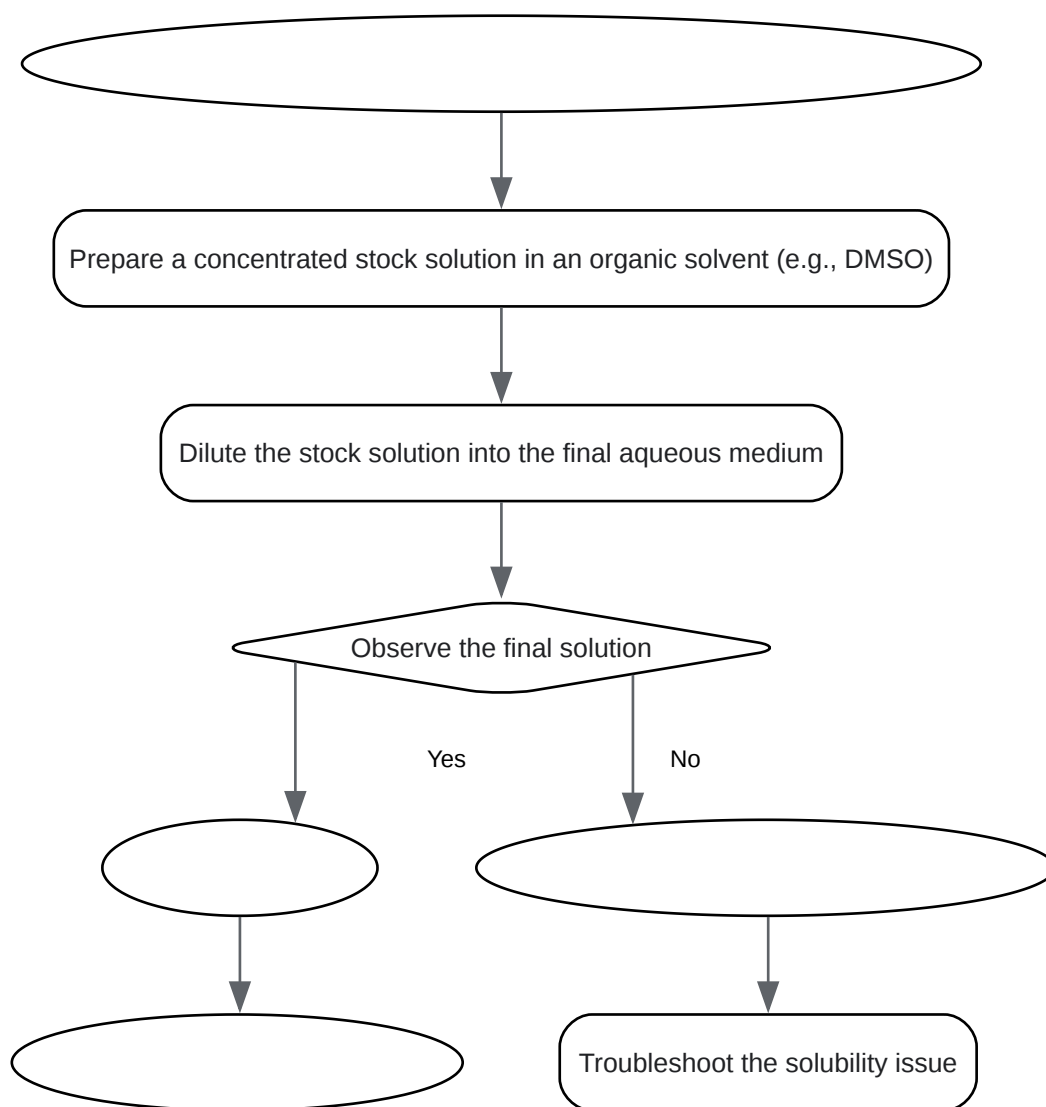 Prepare a concentrated stock solution in an organic solvent (e.g., DMSO)
Dilute the stock solution into the final aqueous medium
Observe the final solution
Yes
No
Troubleshoot the solubility issue